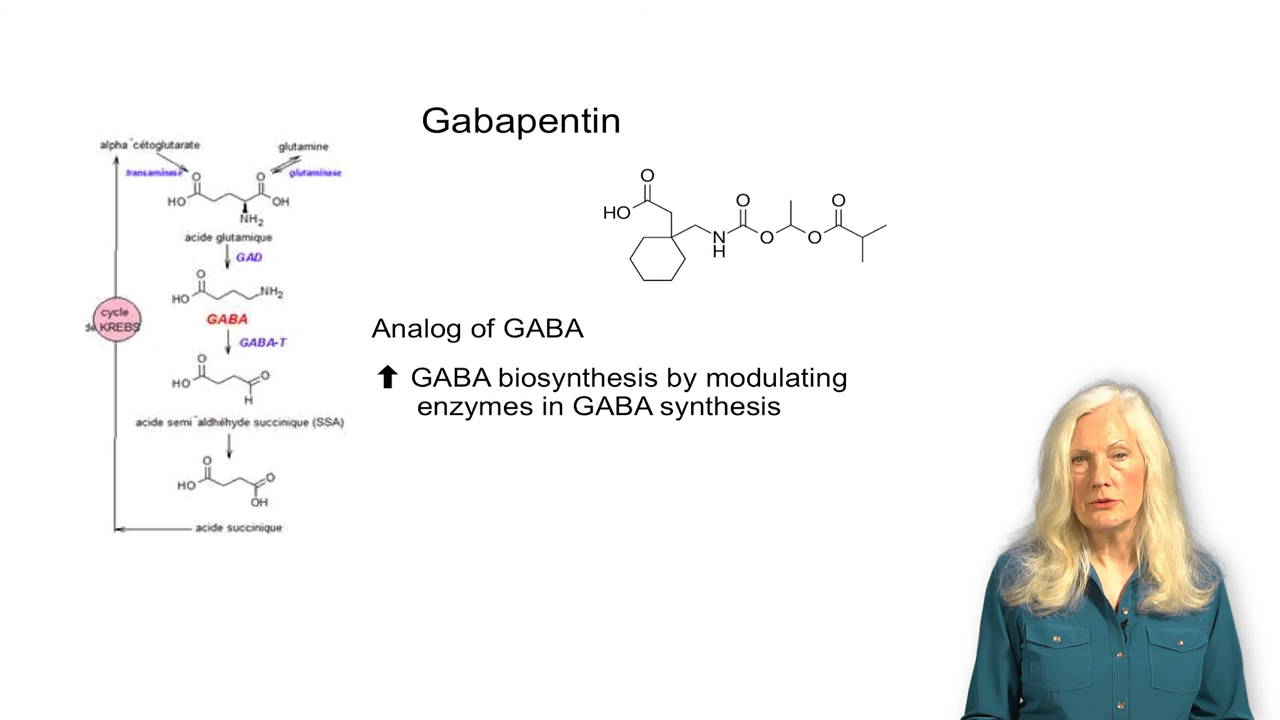 Gabapentin
alpha ̄cétoglutarate
glutamine
transaminase
glutaminase
O
O
HO
OH
NH2
acide glutamique
GAD
O
HO
NH2
GABA
cycle
de KREBS
GABA-T
O
HO
O
H
acide semi ̄aldhéhyde succinique (SSA)
O
HO
O
OH
acide succinique
O
HO
N
H
O
O
O
O
Analog of GABA
GABA biosynthesis by modulating
enzymes in GABA synthesis